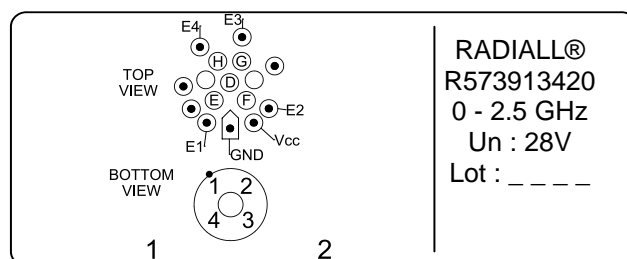 E4
E3
H
G
TOP
VIEW
D
E
F
E2
E1
Vcc
GND
BOTTOM
VIEW
1 2
4 3
1 2
RADIALL®
R573913420
0 - 2.5 GHz
Un : 28V
Lot : _ _ _ _